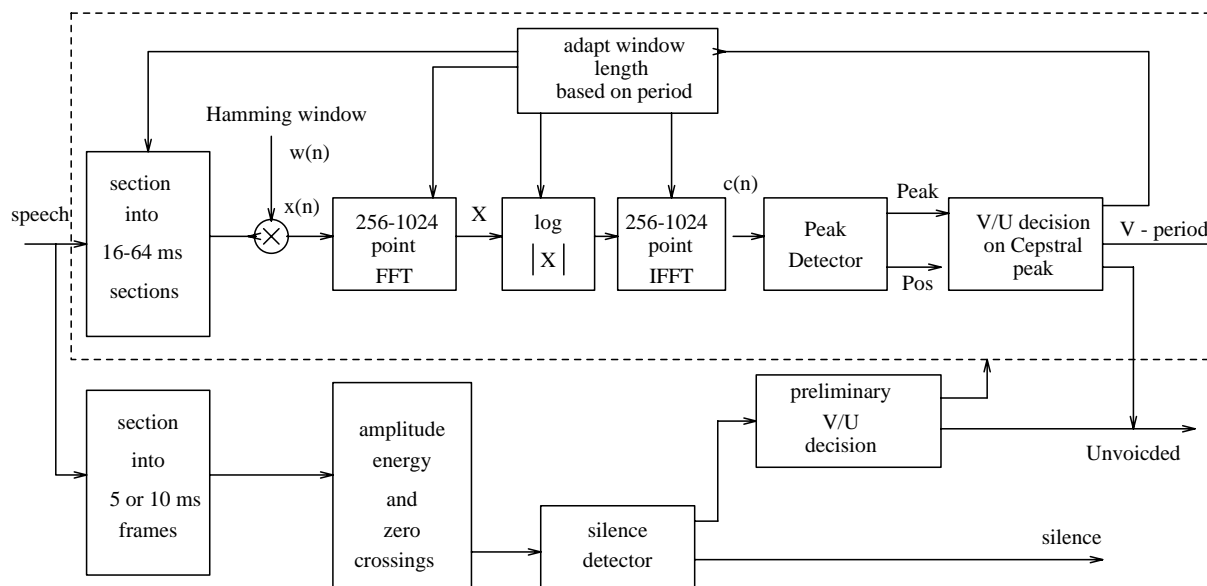 adapt window
length
based on period
Hamming window
w(n)
speech
section
into
16-64 ms
sections
x(n)
256-1024
point
FFT
X
log
|X|
256-1024
point
IFFT
c(n)
Peak
Detector
Peak
Pos
V/U decision
on Cepstral
peak
V - period
section
into
5 or 10 ms
frames
amplitude
energy
and
zero
crossings
silence
detector
preliminary
V/U
decision
Unvoicded
silence